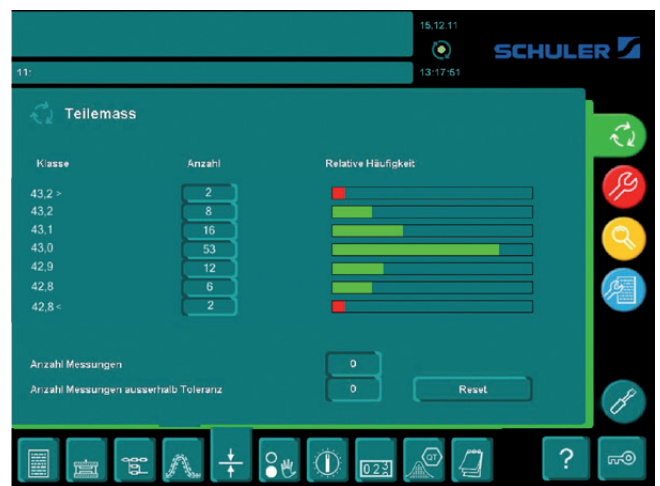 15.12.11
SCHULER
11:
13:17:51
Teilemass
Klasse Anzahl Relative Häufigkeit
43,2 > 2
43,2 8
43,1 16
43,0 53
42,9 12
42,8 6
42,8 < 2
Anzahl Messungen 0
Anzahl Messungen ausserhalb Toleranz 0 Reset
023 QT ?